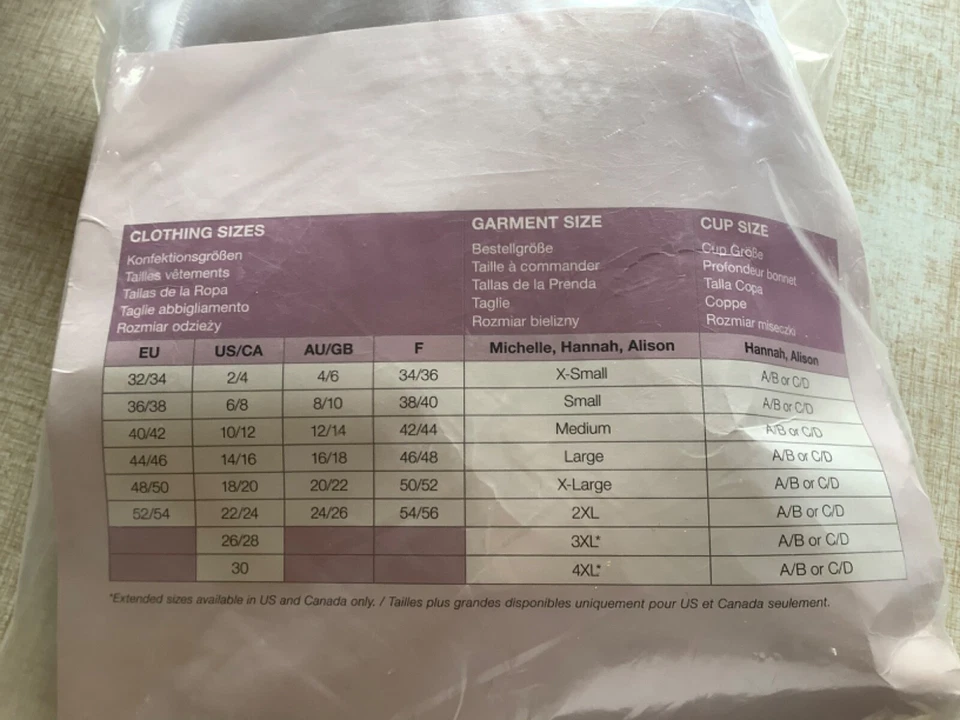 CLOTHING SIZES GARMENT SIZE CUP SIZE
Konfektionsgrößen Bestellgröße Cup Größe
Tailles vêtements Taille à commander Profondeur bonnet
Tailas de la Ropa Tallas de la Prenda Talla Copa
Taglie abbigliamento Taglie Coppe
Rozmiar odzieży Rozmiar bielizny Rozmiar miseczki
EU US/CA AU/GB F Michelle, Hannah, Alison Hannah, Alison
32/34 2/4 4/6 34/36 X-Small A/B or C/D
36/38 6/8 8/10 38/40 Small A/B or C/D
40/42 10/12 12/14 42/44 Medium A/B or C/D
44/46 14/16 16/18 46/48 Large A/B or C/D
48/50 18/20 20/22 50/52 X-Large A/B or C/D
52/54 22/24 24/26 54/56 2XL A/B or C/D
26/28 3XL* A/B or C/D
30 4XL* A/B or C/D
*Extended sizes available in US and Canada only. / Tailles plus grandes disponibles uniquement pour US et Canada seulement.